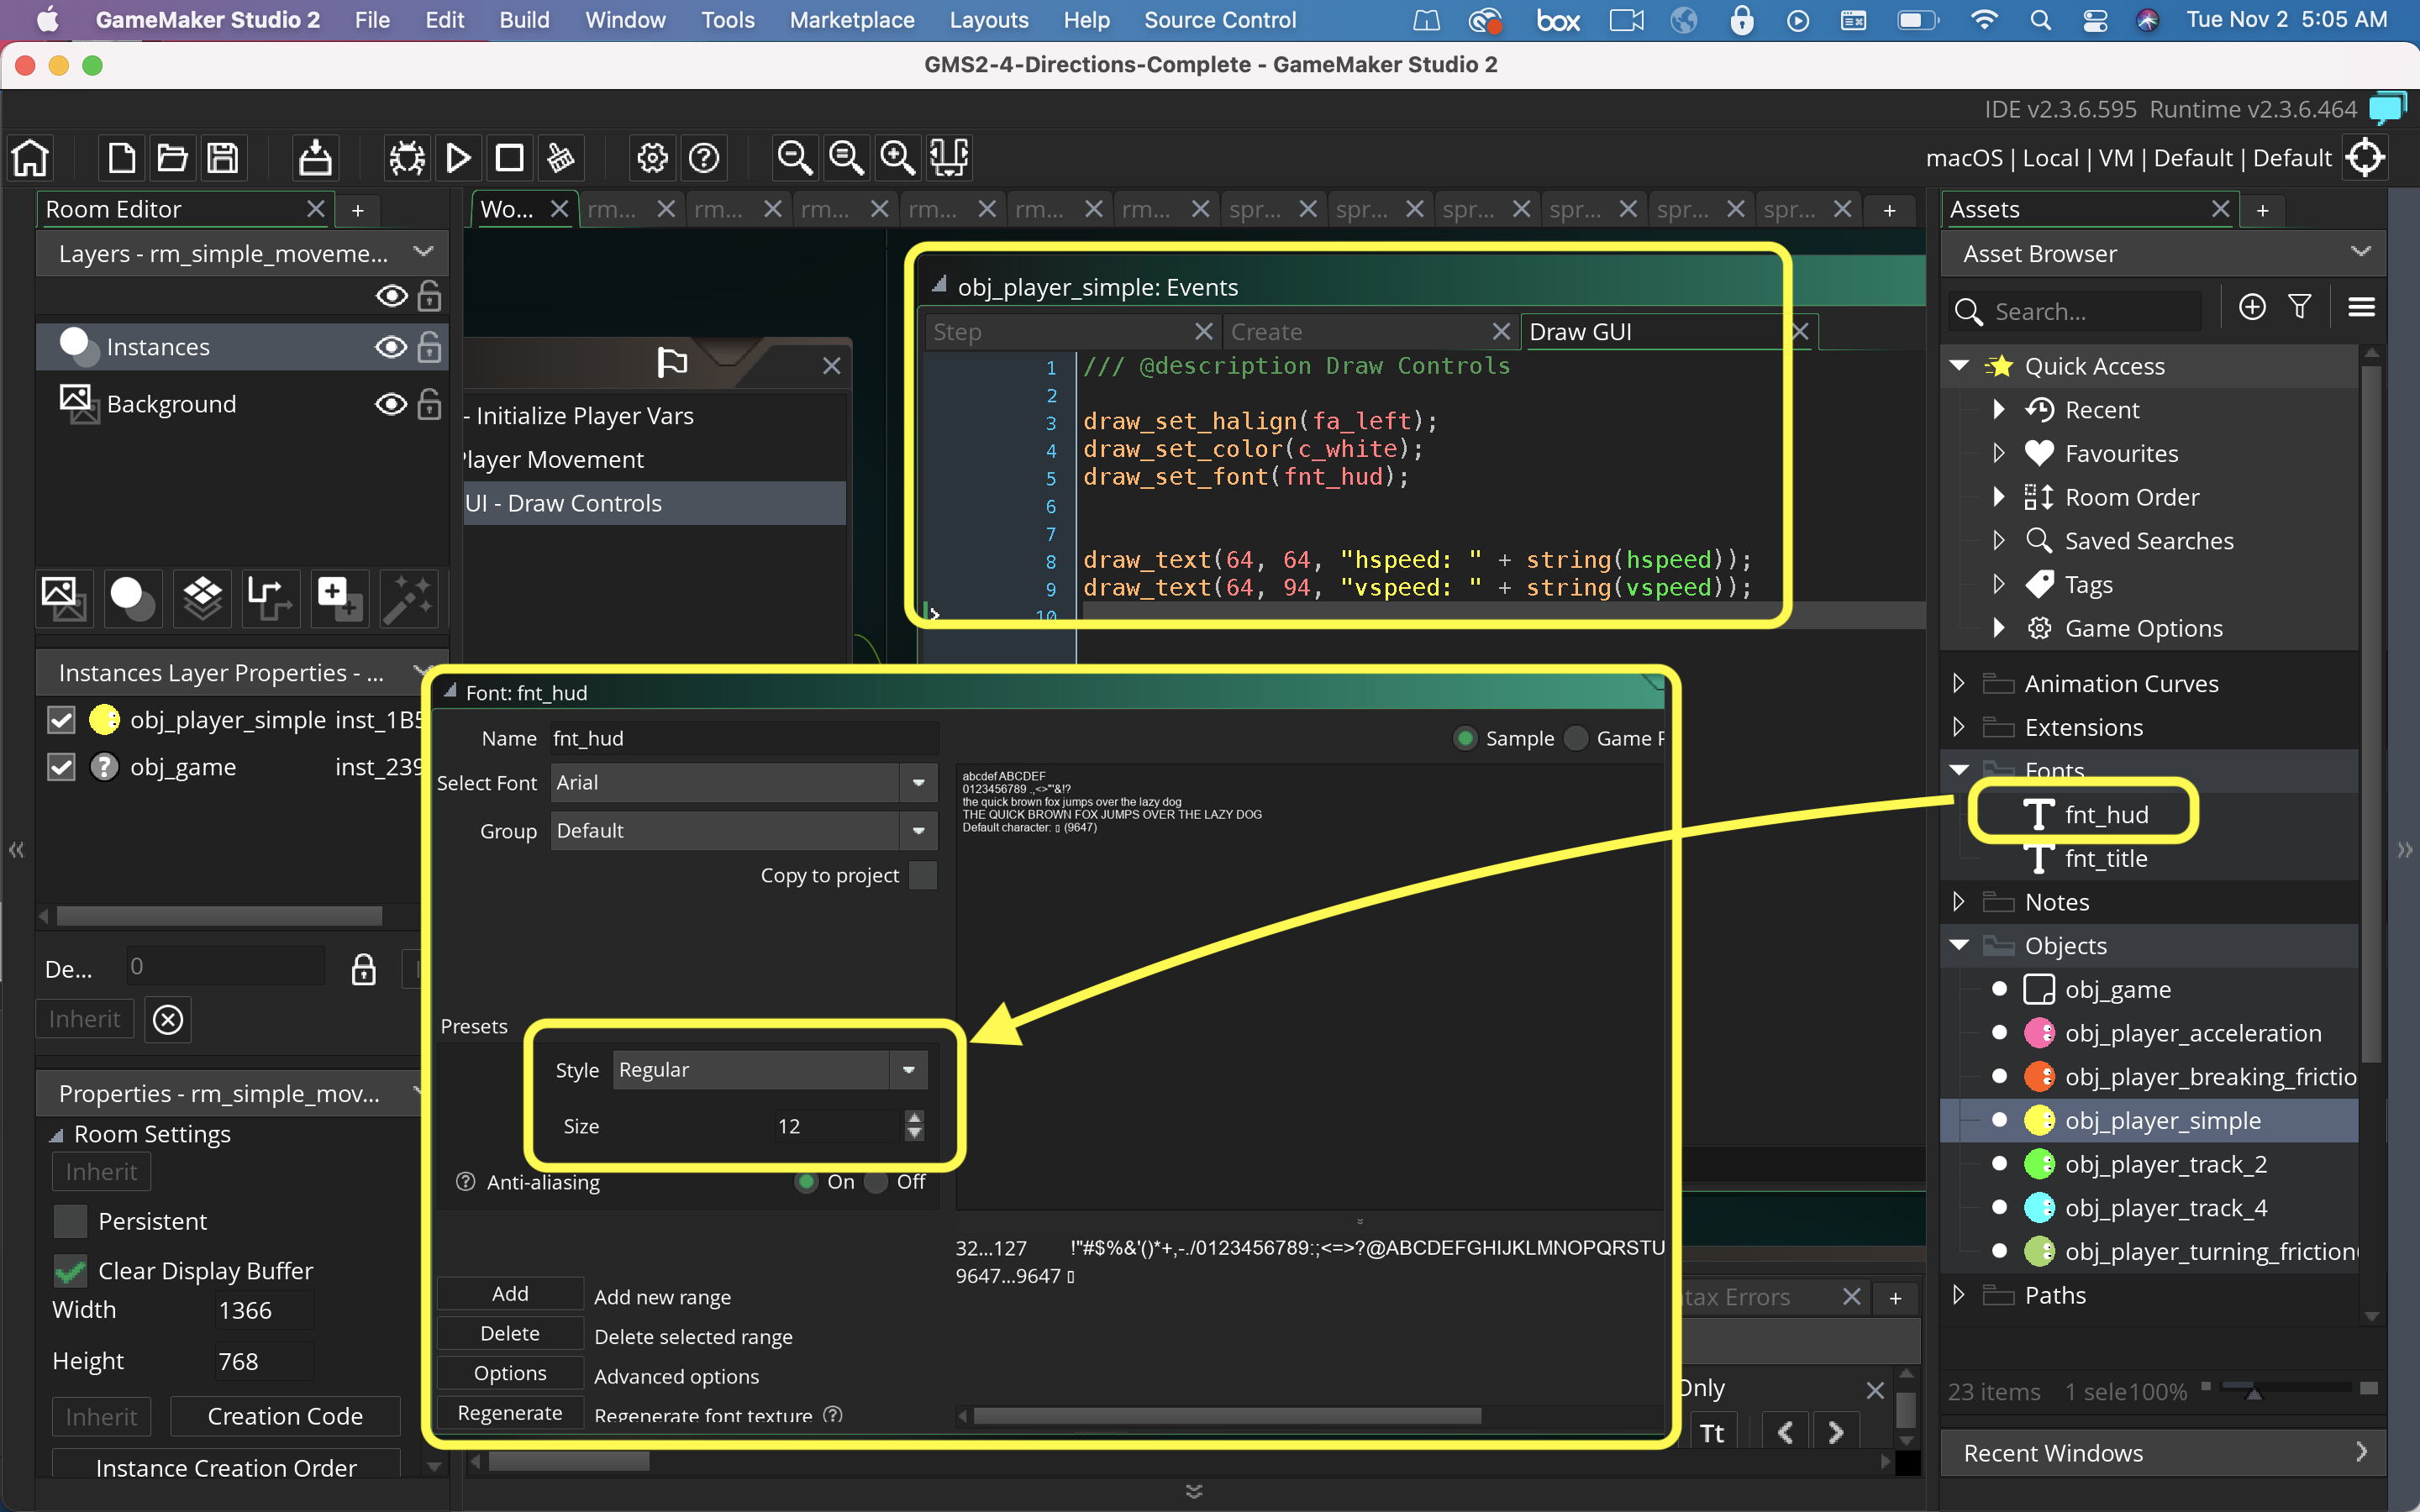 GameMaker Studio 2 File Edit Build Window Tools Marketplace Layouts Help Source Control box Tue Nov 2 5:05 AM
GMS2-4-Directions-Complete - GameMaker Studio 2
IDE v2.3.6.595 Runtime v2.3.6.464
macOS | Local | VM | Default | Default
Room Editor
Layers - rm_simple_moveme...
Instances
Background
Instances Layer Properties - ...
obj_player_simple inst_1B5
obj_game inst_239
De... 0
Inherit
Properties - rm_simple_mov...
Room Settings
Inherit
Persistent
Clear Display Buffer
Width 1366
Height 768
Inherit Creation Code
Instance Creation Order
Wo... rm... rm... rm... rm... rm... rm... spr... spr... spr... spr... spr... spr...
- Initialize Player Vars
Player Movement
UI - Draw Controls
obj_player_simple: Events
Step Create Draw GUI
1 /// @description Draw Controls
2
3 draw_set_halign(fa_left);
4 draw_set_color(c_white);
5 draw_set_font(fnt_hud);
6
7
8 draw_text(64, 64, "hspeed: " + string(hspeed));
9 draw_text(64, 94, "vspeed: " + string(vspeed));
10
Font: fnt_hud
Name fnt_hud
Select Font Arial
Group Default
Copy to project
Presets
Style Regular
Size 12
Anti-aliasing On Off
Add Add new range
Delete Delete selected range
Options Advanced options
Regenerate Regenerate font texture
Sample Game P
abcdef ABCDEF
0123456789 .,<>"'&!?
the quick brown fox jumps over the lazy dog
THE QUICK BROWN FOX JUMPS OVER THE LAZY DOG
Default character: ▯ (9647)
32...127 !"#$%&'()*+,-./0123456789:;<=>?@ABCDEFGHIJKLMNOPQRSTU
9647...9647 ▯
tax Errors
Only
Tt
Assets
Asset Browser
Search...
Quick Access
Recent
Favourites
Room Order
Saved Searches
Tags
Game Options
Animation Curves
Extensions
Fonts
fnt_hud
fnt_title
Notes
Objects
obj_game
obj_player_acceleration
obj_player_breaking_frictio
obj_player_simple
obj_player_track_2
obj_player_track_4
obj_player_turning_friction
Paths
23 items 1 sele100%
Recent Windows